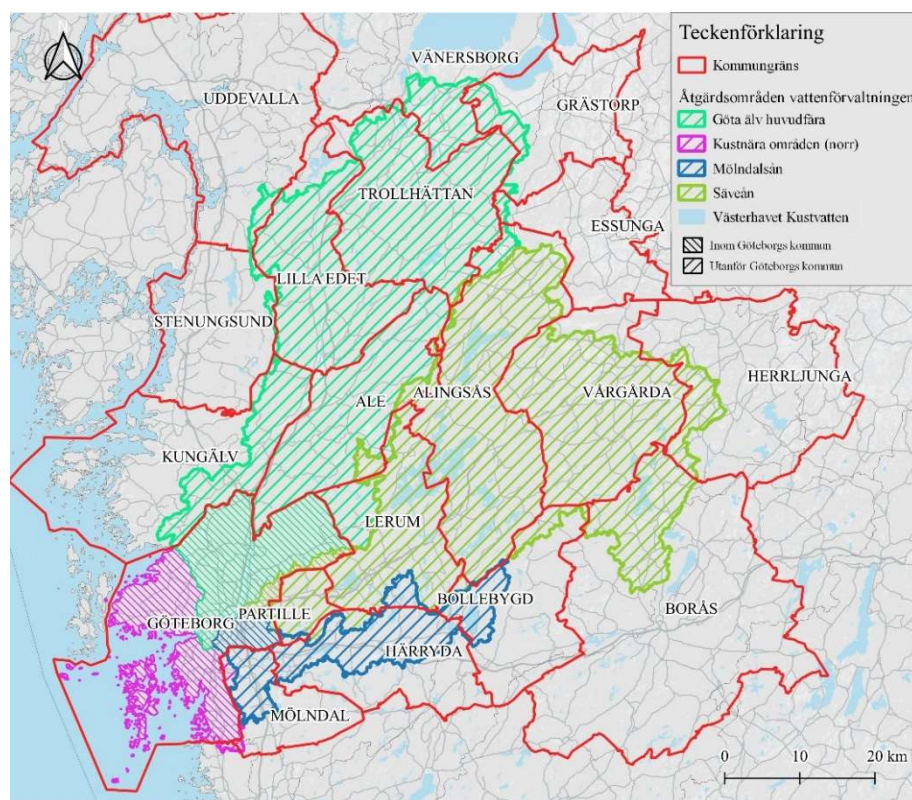 Teckenförklaring
Kommungräns
Åtgärdsområden vattenförvaltningen
Göta älv huvudfåra
Kustnära områden (norr)
Mölndalsån
Säveån
Västerhavet Kustvatten
Inom Göteborgs kommun
Utanför Göteborgs kommun
VÄNERSBORG
UDDEVALLA
GRÄSTORP
TROLLHÄTTAN
ESSUNGA
LILLA EDET
STENUNGSUND
HERRLJUNGA
ALINGSÅS
VÅRGÅRDA
ALE
KUNGÄLV
LERUM
BOLLEBYGD
PARTILLE
BORÅS
GÖTEBORG
HÄRRYDA
MÖLNDAL
0 10 20 km